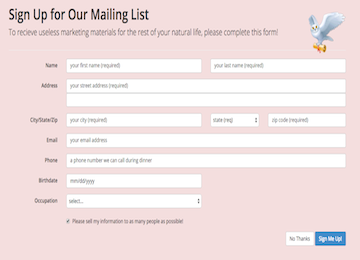 Sign Up for Our Mailing List
To recieve useless marketing materials for the rest of your natural life, please complete this form!
Name your first name (required) your last name (required)
Address your street address (required)
City/State/Zip your city (required) state (req) zip code (required)
Email your email address
Phone a phone number we can call during dinner
Birthdate mm/dd/yyyy
Occupation select...
Please sell my information to as many people as possible!
No Thanks Sign Me Up!